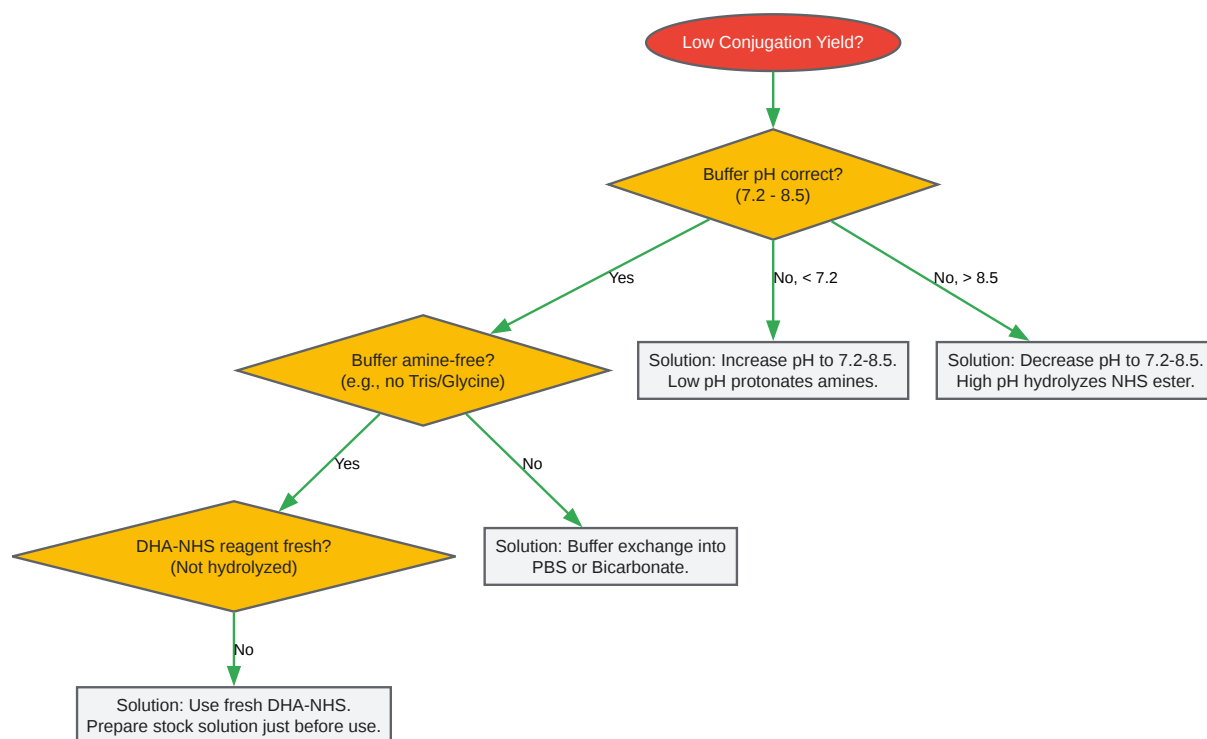 Low Conjugation Yield?
Buffer pH correct?
(7.2 - 8.5)
Yes
No, < 7.2
No, > 8.5
Buffer amine-free?
(e.g., no Tris/Glycine)
Solution: Increase pH to 7.2-8.5.
Low pH protonates amines.
Solution: Decrease pH to 7.2-8.5.
High pH hydrolyzes NHS ester.
Yes
No
DHA-NHS reagent fresh?
(Not hydrolyzed)
Solution: Buffer exchange into
PBS or Bicarbonate.
No
Solution: Use fresh DHA-NHS.
Prepare stock solution just before use.